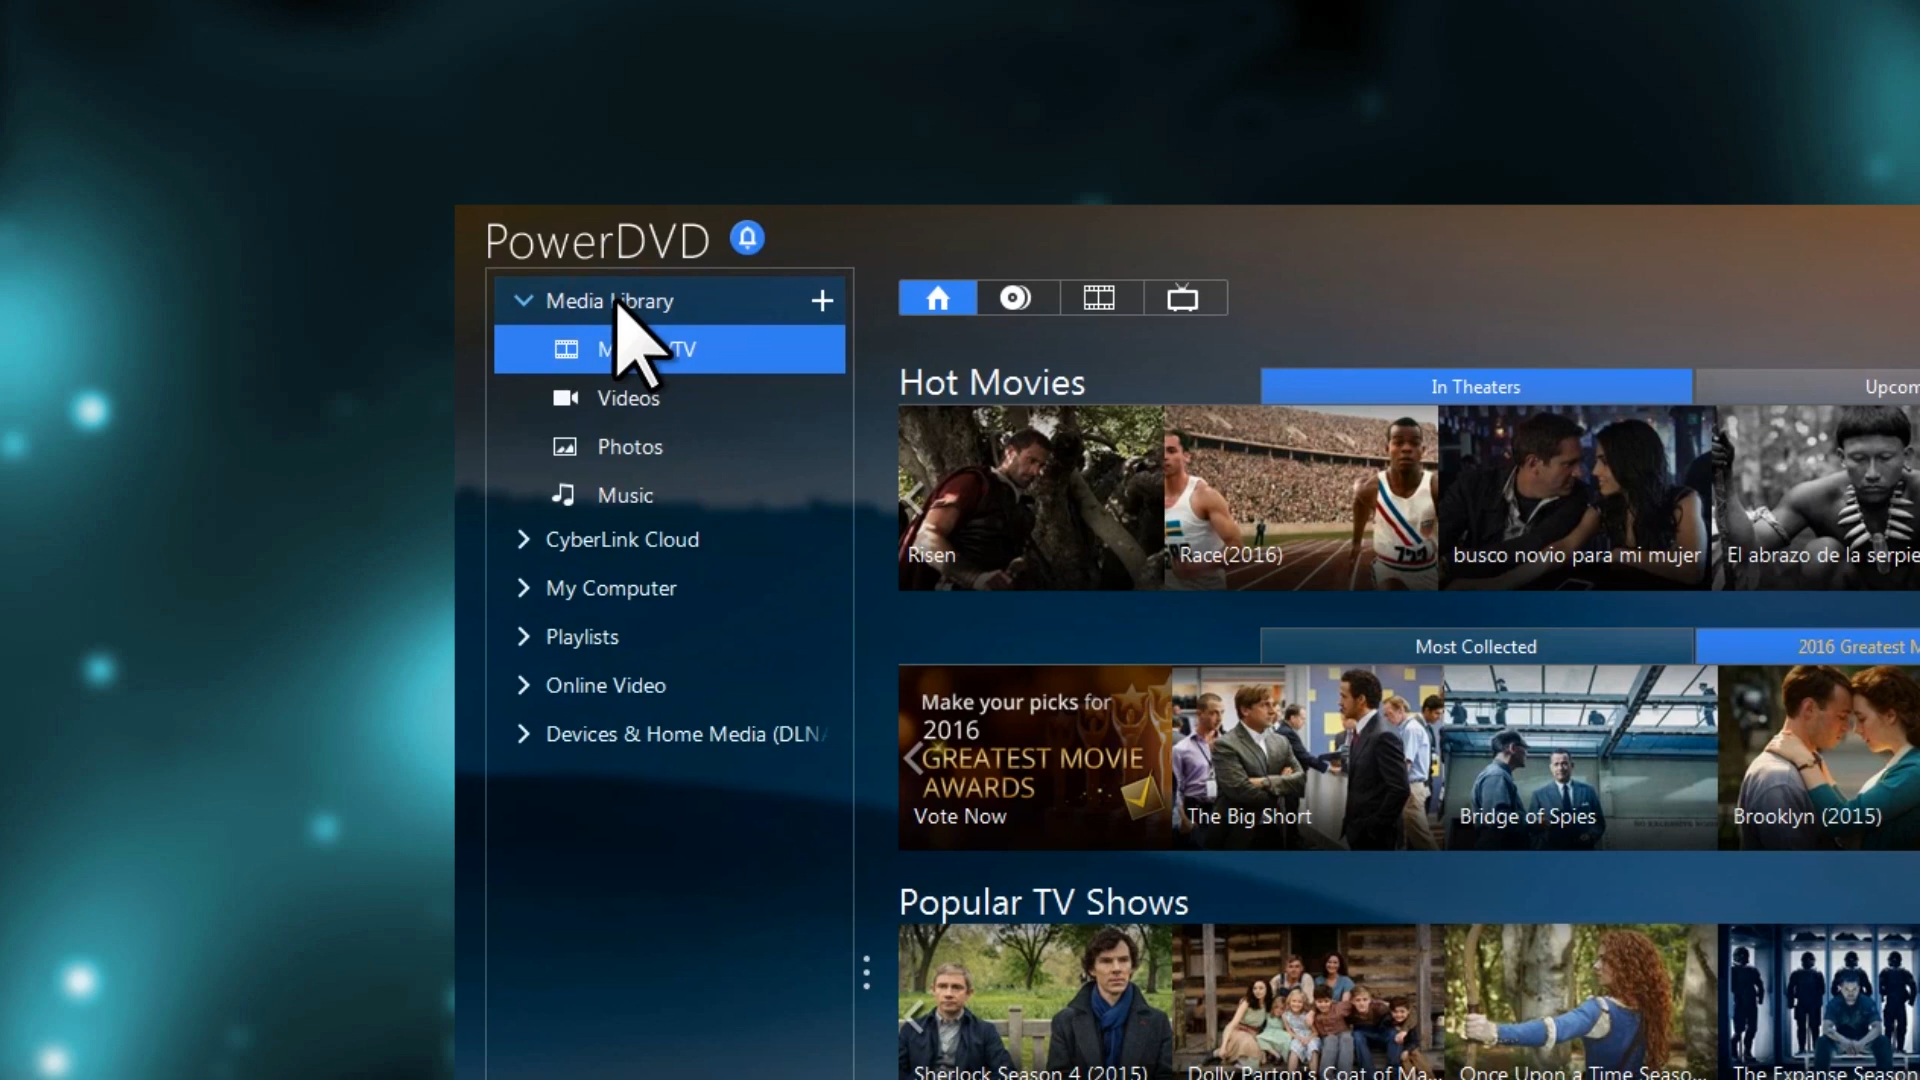 PowerDVD
Media Library
TV
Videos
Photos
Music
CyberLink Cloud
My Computer
Playlists
Online Video
Devices & Home Media (DLN
Hot Movies
In Theaters
Upcom
Risen
Race(2016)
busco novio para mi mujer
El abrazo de la serpie
Most Collected
2016 Greatest M
Make your picks for
2016
GREATEST MOVIE
AWARDS
Vote Now
The Big Short
Bridge of Spies
Brooklyn (2015)
Popular TV Shows
Sherlock Season 4 (2015)
Dolly Parton's Coat of Ma...
Once Upon a Time Seaso...
The Expanse Season